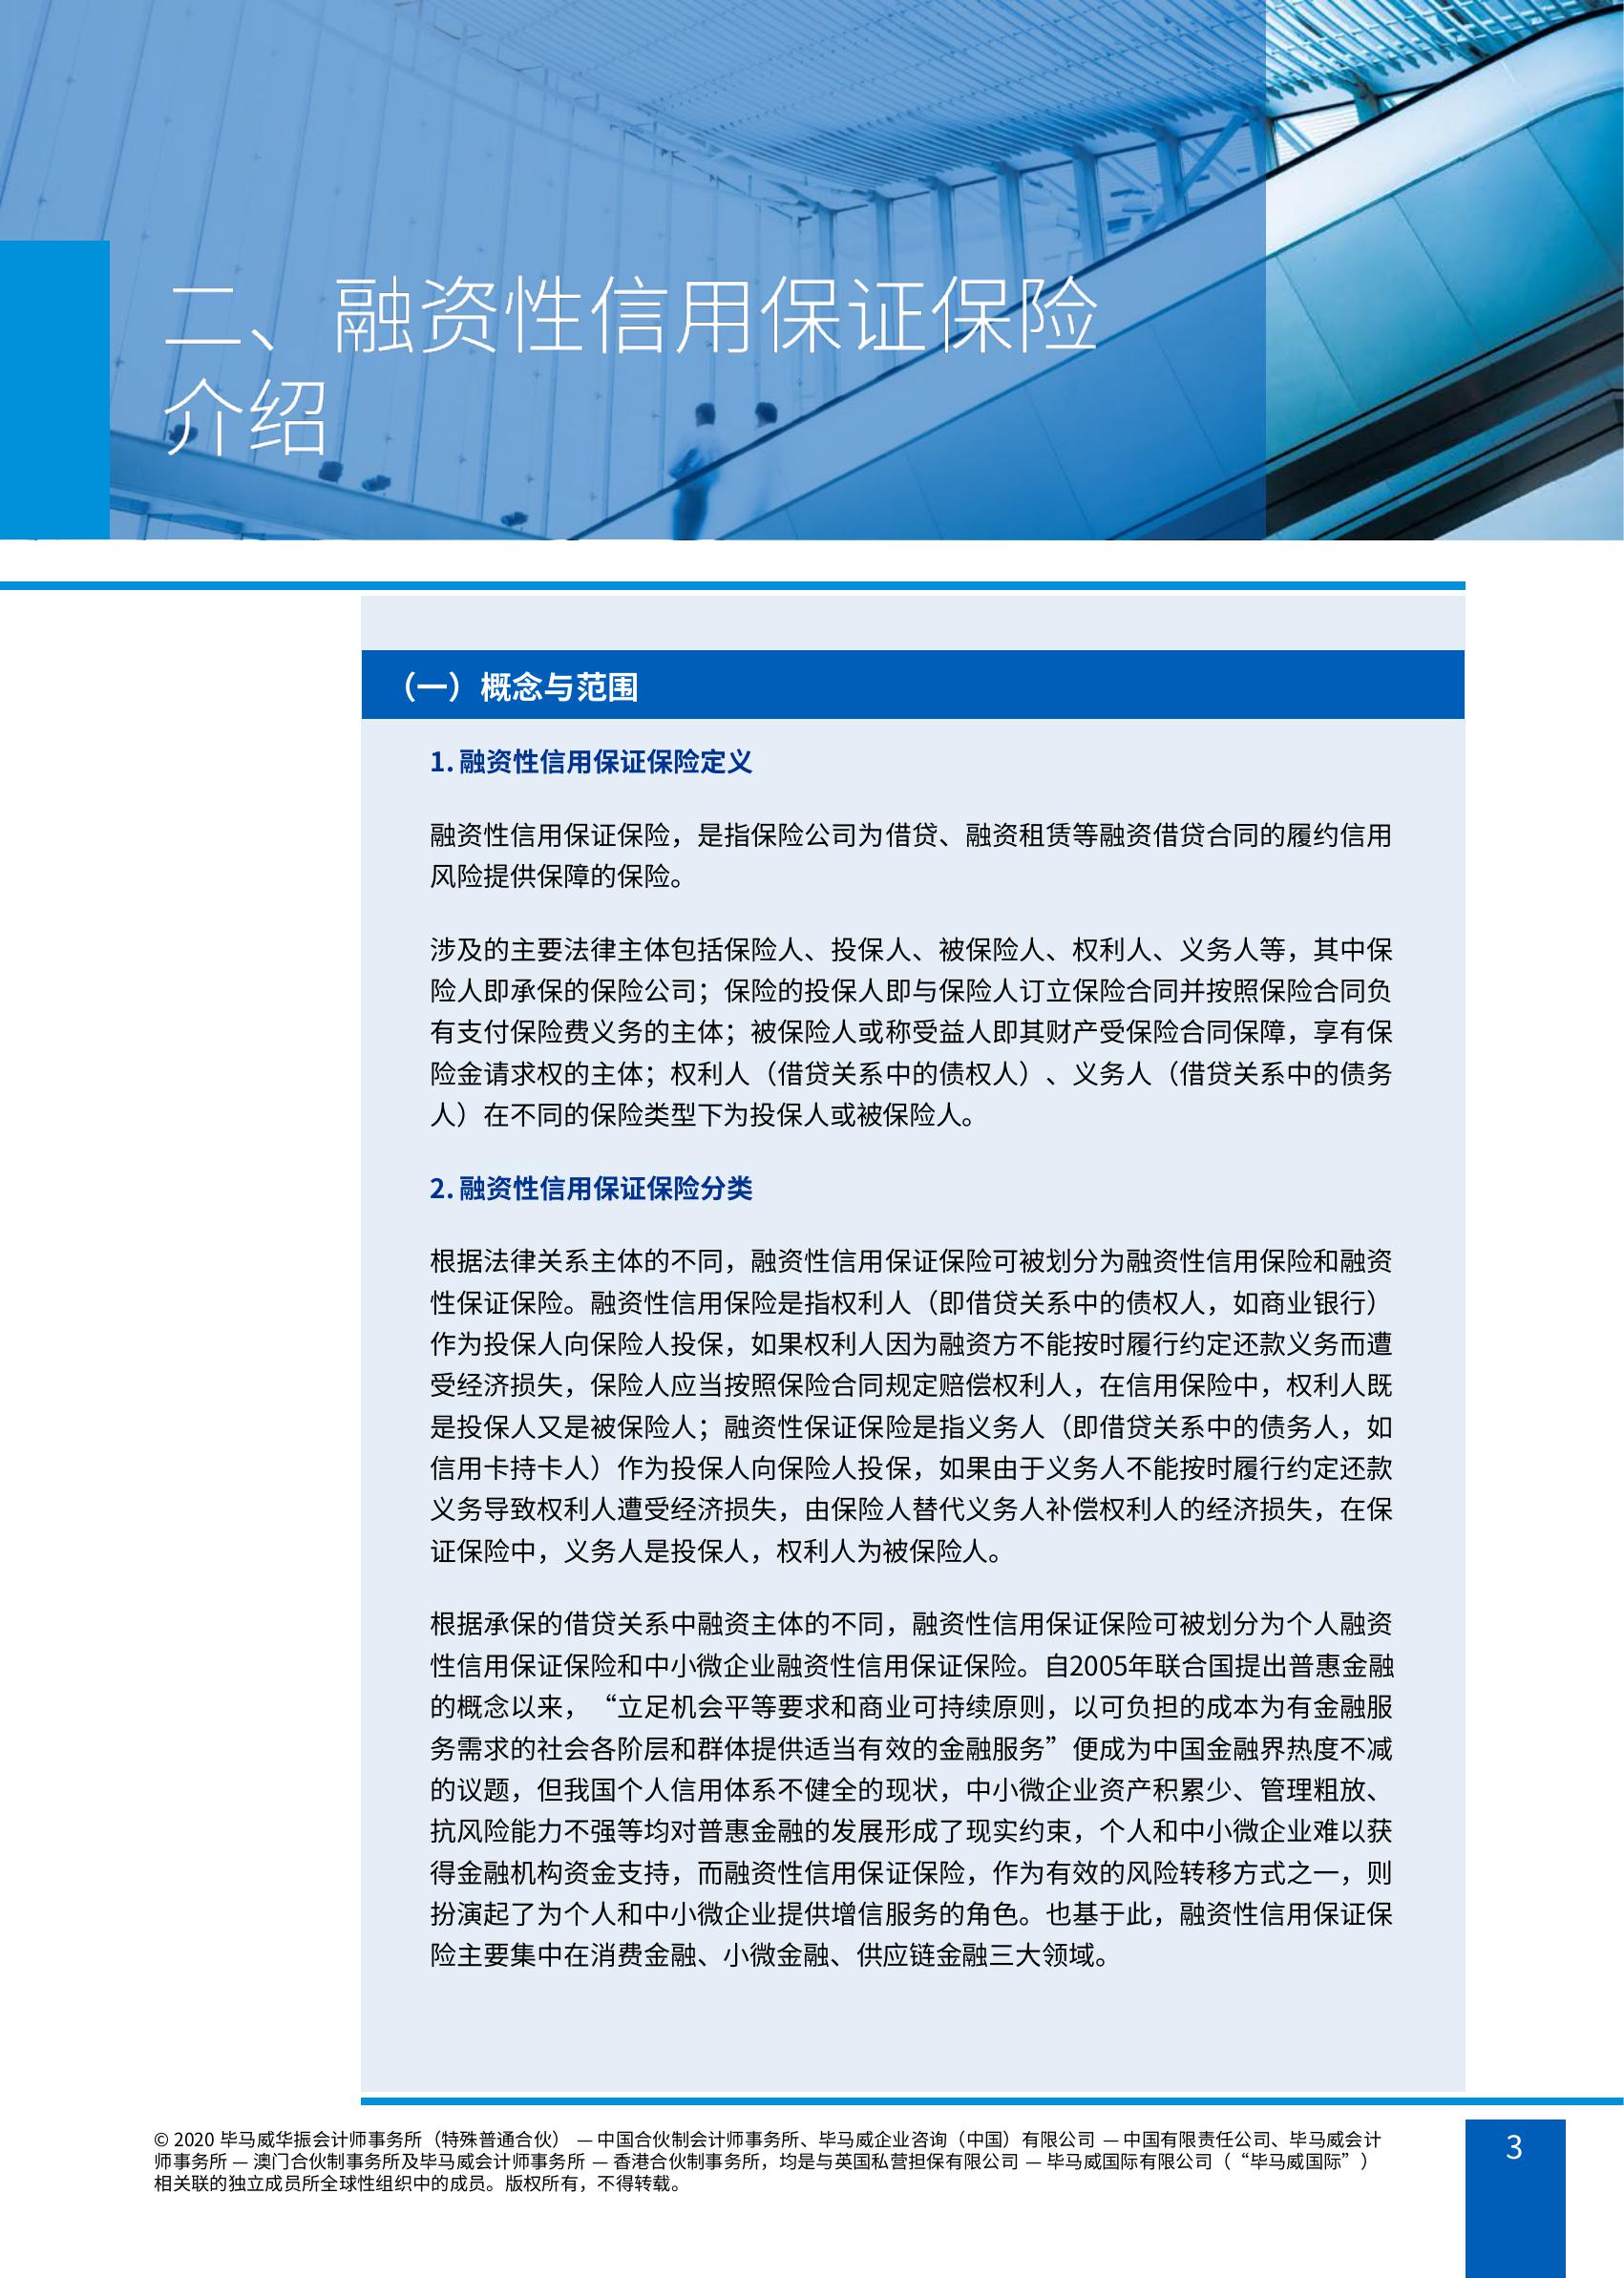 二、融资性信用保证保险
介绍
（一）概念与范围
1. 融资性信用保证保险定义
融资性信用保证保险，是指保险公司为借贷、融资租赁等融资借贷合同的履约信用
风险提供保障的保险。
涉及的主要法律主体包括保险人、投保人、被保险人、权利人、义务人等，其中保
险人即承保的保险公司；保险的投保人即与保险人订立保险合同并按照保险合同负
有支付保险费义务的主体；被保险人或称受益人即其财产受保险合同保障，享有保
险金请求权的主体；权利人（借贷关系中的债权人）、义务人（借贷关系中的债务
人）在不同的保险类型下为投保人或被保险人。
2. 融资性信用保证保险分类
根据法律关系主体的不同，融资性信用保证保险可被划分为融资性信用保险和融资
性保证保险。融资性信用保险是指权利人（即借贷关系中的债权人，如商业银行）
作为投保人向保险人投保，如果权利人因为融资方不能按时履行约定还款义务而遭
受经济损失，保险人应当按照保险合同规定赔偿权利人，在信用保险中，权利人既
是投保人又是被保险人；融资性保证保险是指义务人（即借贷关系中的债务人，如
信用卡持卡人）作为投保人向保险人投保，如果由于义务人不能按时履行约定还款
义务导致权利人遭受经济损失，由保险人替代义务人补偿权利人的经济损失，在保
证保险中，义务人是投保人，权利人为被保险人。
根据承保的借贷关系中融资主体的不同，融资性信用保证保险可被划分为个人融资
性信用保证保险和中小微企业融资性信用保证保险。自2005年联合国提出普惠金融
的概念以来，“立足机会平等要求和商业可持续原则，以可负担的成本为有金融服
务需求的社会各阶层和群体提供适当有效的金融服务”便成为中国金融界热度不减
的议题，但我国个人信用体系不健全的现状，中小微企业资产积累少、管理粗放、
抗风险能力不强等均对普惠金融的发展形成了现实约束，个人和中小微企业难以获
得金融机构资金支持，而融资性信用保证保险，作为有效的风险转移方式之一，则
扮演起了为个人和中小微企业提供增信服务的角色。也基于此，融资性信用保证保
险主要集中在消费金融、小微金融、供应链金融三大领域。
© 2020 毕马威华振会计师事务所（特殊普通合伙） — 中国合伙制会计师事务所、毕马威企业咨询（中国）有限公司 — 中国有限责任公司、毕马威会计
师事务所 — 澳门合伙制事务所及毕马威会计师事务所 — 香港合伙制事务所，均是与英国私营担保有限公司 — 毕马威国际有限公司（“毕马威国际”）
相关联的独立成员所全球性组织中的成员。版权所有，不得转载。
3